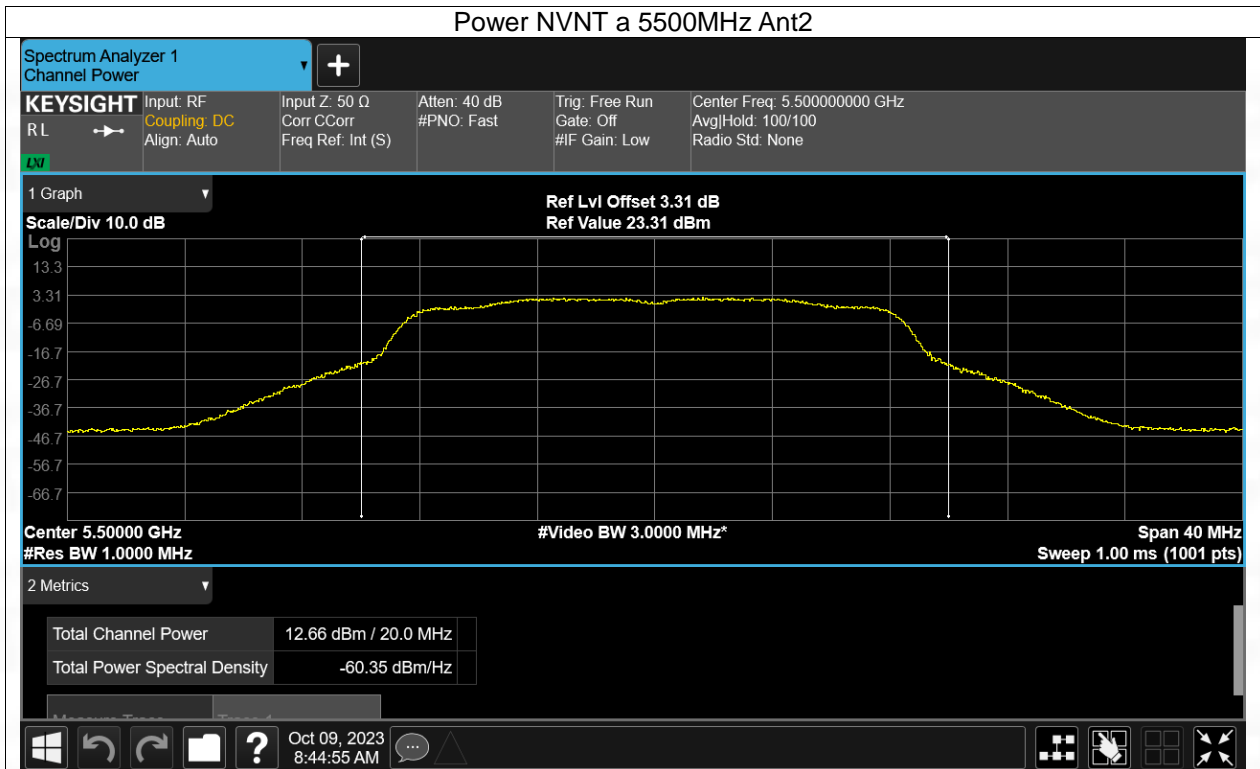 Power NVNT a 5500MHz Ant2
Spectrum Analyzer 1
Channel Power
KEYSIGHT
R L
LXI
Input: RF
Coupling: DC
Align: Auto
Input Z: 50 Ω
Corr CCorr
Freq Ref: Int (S)
Atten: 40 dB
#PNO: Fast
Trig: Free Run
Gate: Off
#IF Gain: Low
Center Freq: 5.500000000 GHz
Avg|Hold: 100/100
Radio Std: None
1 Graph
Scale/Div 10.0 dB
Ref Lvl Offset 3.31 dB
Ref Value 23.31 dBm
Log
13.3
3.31
-6.69
-16.7
-26.7
-36.7
-46.7
-56.7
-66.7
Center 5.50000 GHz
#Video BW 3.0000 MHz*
Span 40 MHz
#Res BW 1.0000 MHz
Sweep 1.00 ms (1001 pts)
2 Metrics
Total Channel Power 12.66 dBm / 20.0 MHz
Total Power Spectral Density -60.35 dBm/Hz
Oct 09, 2023
8:44:55 AM